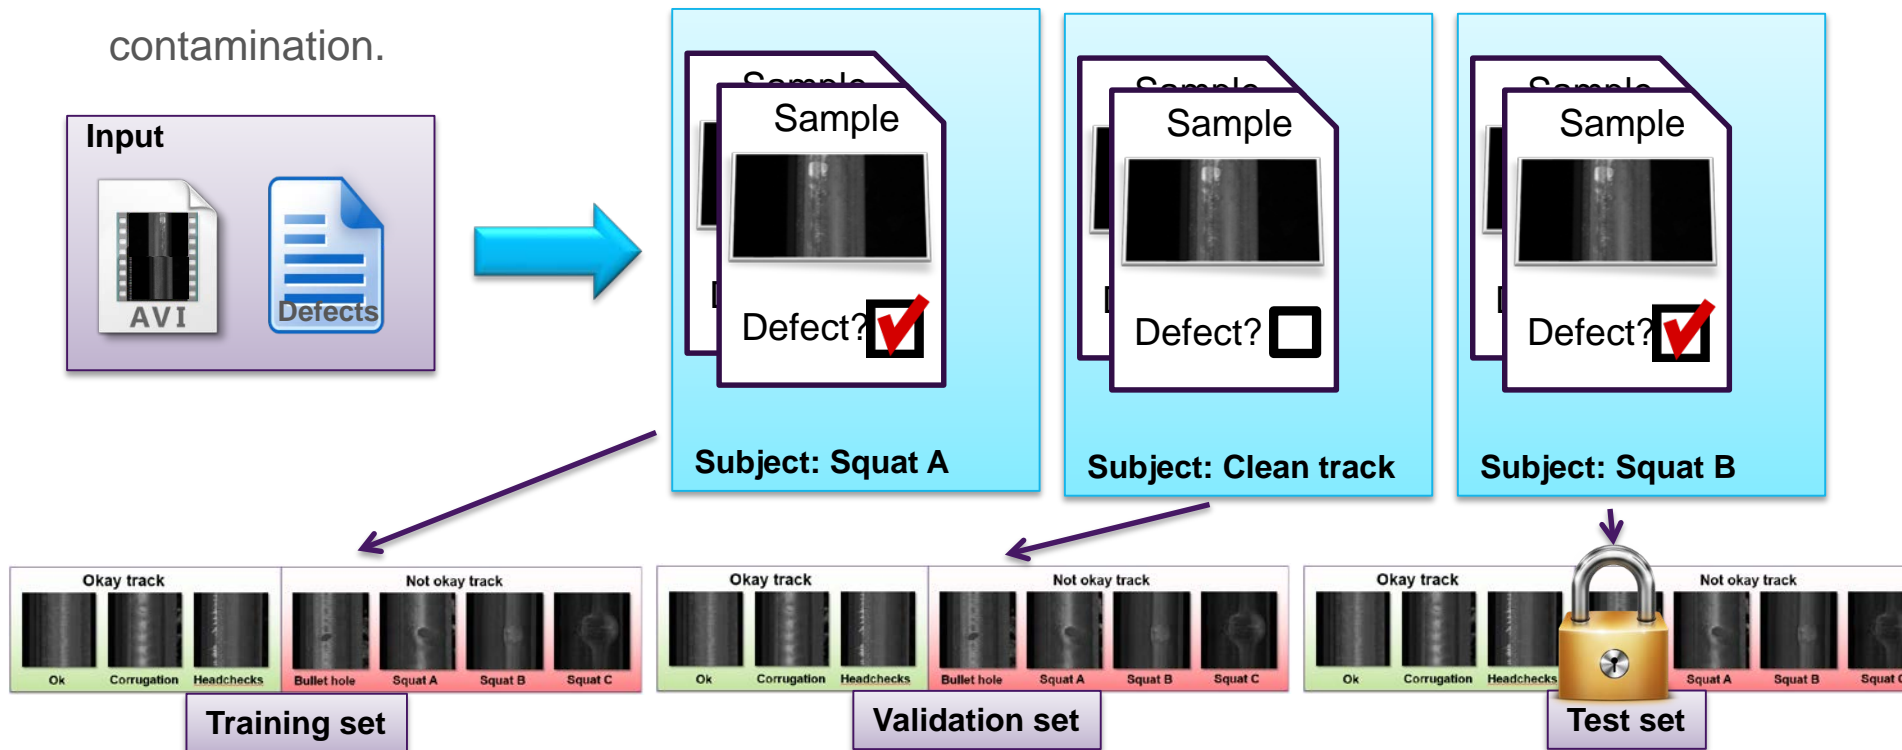 contamination.
Input
AVI
Defects
Sample
Sample
Defect?
Subject: Squat A
Sample
Sample
Defect?
Subject: Clean track
Sample
Sample
Defect?
Subject: Squat B
Okay track
Not okay track
Ok
Corrugation
Headchecks
Bullet hole
Squat A
Squat B
Squat C
Training set
Okay track
Not okay track
Ok
Corrugation
Headchecks
Bullet hole
Squat A
Squat B
Squat C
Validation set
Okay track
Not okay track
Ok
Corrugation
Headchecks
Squat A
Squat B
Squat
Test set